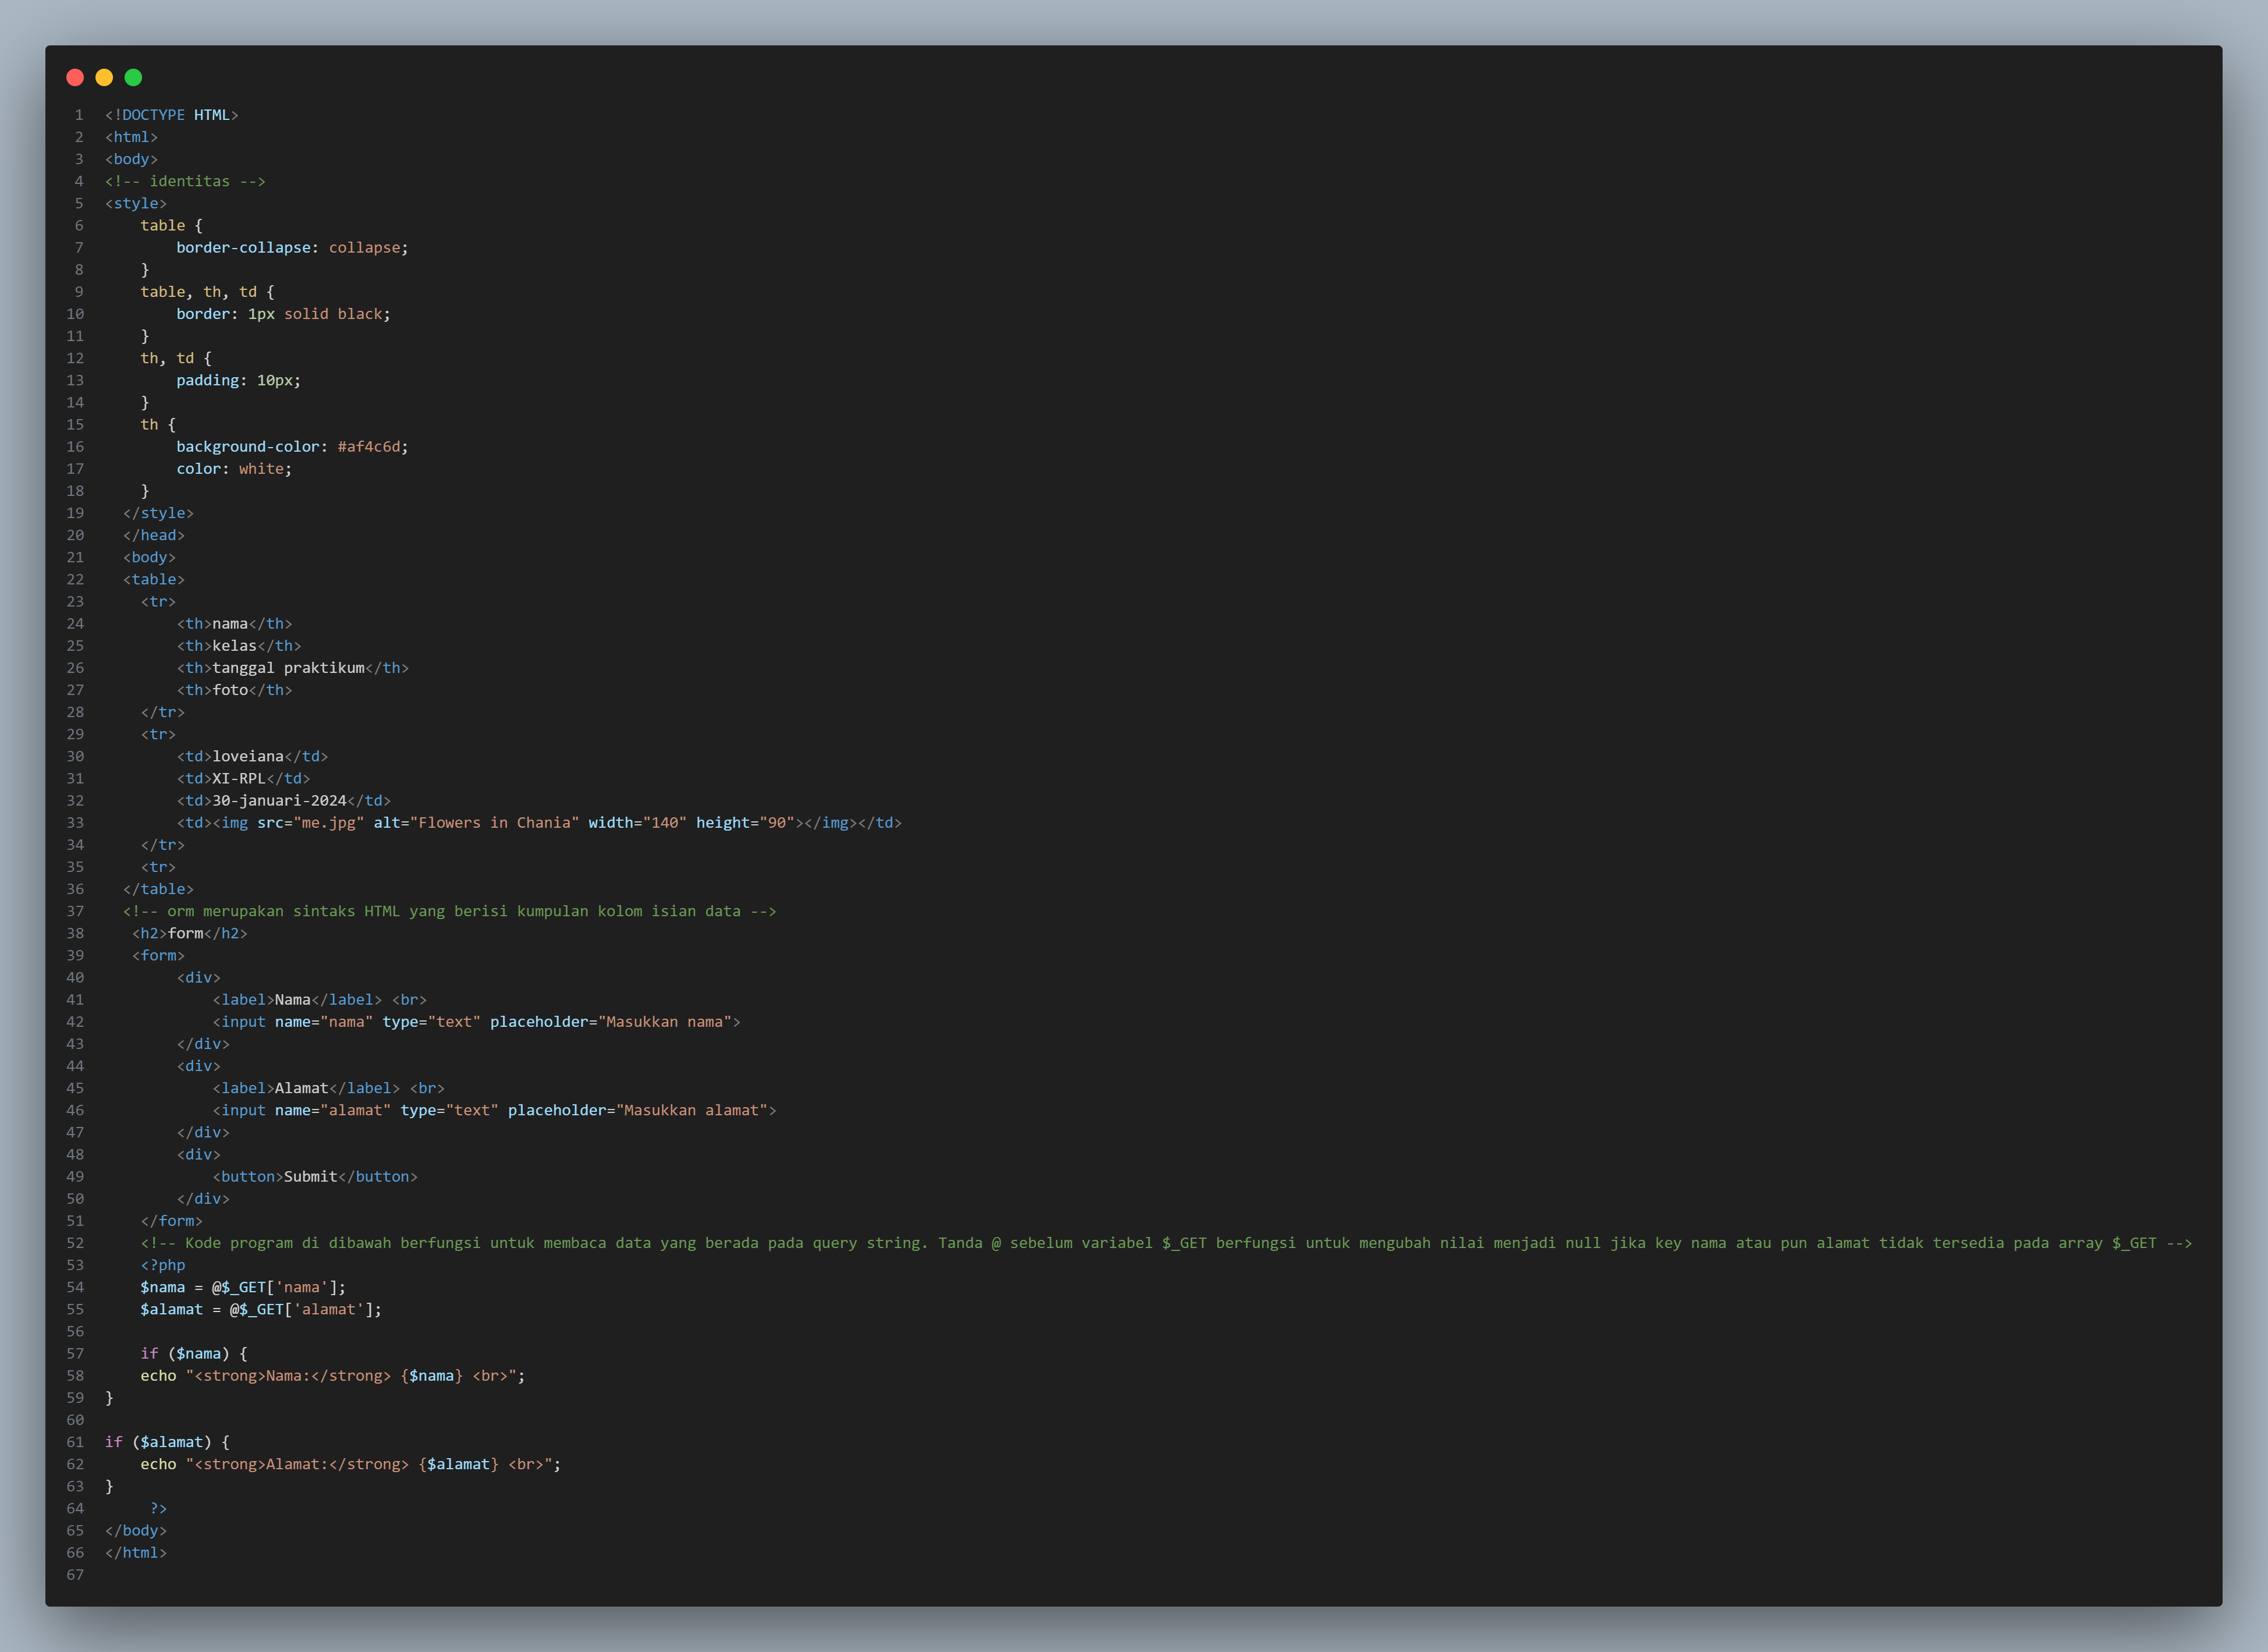 1 <!DOCTYPE HTML>
2 <html>
3 <body>
4 <!-- identitas -->
5 <style>
6     table {
7         border-collapse: collapse;
8     }
9     table, th, td {
10         border: 1px solid black;
11     }
12     th, td {
13         padding: 10px;
14     }
15     th {
16         background-color: #af4c6d;
17         color: white;
18     }
19   </style>
20   </head>
21   <body>
22   <table>
23     <tr>
24         <th>nama</th>
25         <th>kelas</th>
26         <th>tanggal praktikum</th>
27         <th>foto</th>
28     </tr>
29     <tr>
30         <td>loveiana</td>
31         <td>XI-RPL</td>
32         <td>30-januari-2024</td>
33         <td><img src="me.jpg" alt="Flowers in Chania" width="140" height="90"></img></td>
34     </tr>
35     <tr>
36   </table>
37   <!-- orm merupakan sintaks HTML yang berisi kumpulan kolom isian data -->
38    <h2>form</h2>
39    <form>
40         <div>
41             <label>Nama</label> <br>
42             <input name="nama" type="text" placeholder="Masukkan nama">
43         </div>
44         <div>
45             <label>Alamat</label> <br>
46             <input name="alamat" type="text" placeholder="Masukkan alamat">
47         </div>
48         <div>
49             <button>Submit</button>
50         </div>
51     </form>
52     <!-- Kode program di dibawah berfungsi untuk membaca data yang berada pada query string. Tanda @ sebelum variabel $_GET berfungsi untuk mengubah nilai menjadi null jika key nama atau pun alamat tidak tersedia pada array $_GET -->
53     <?php
54     $nama = @$_GET['nama'];
55     $alamat = @$_GET['alamat'];
56
57     if ($nama) {
58     echo "<strong>Nama:</strong> {$nama} <br>";
59 }
60
61 if ($alamat) {
62     echo "<strong>Alamat:</strong> {$alamat} <br>";
63 }
64      ?>
65 </body>
66 </html>
67